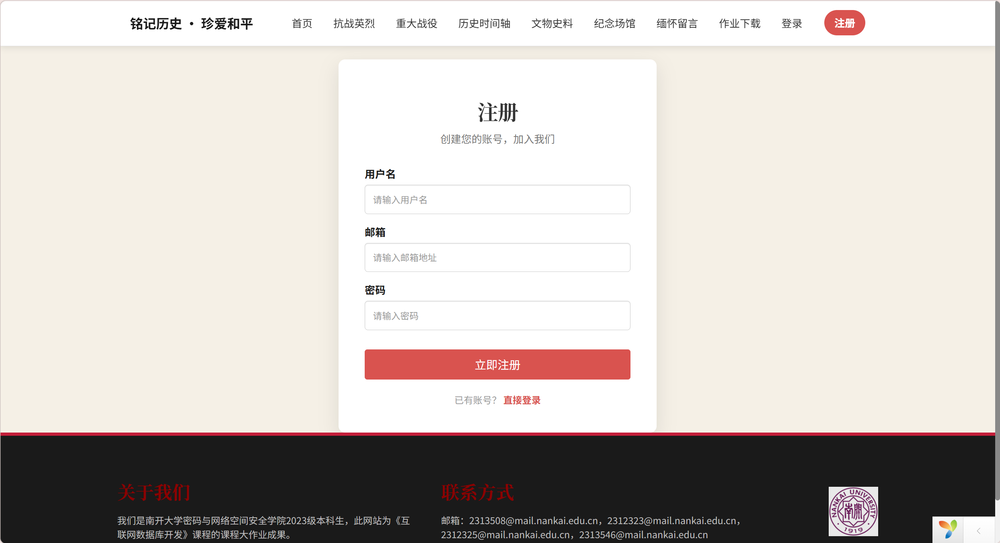 铭记历史 · 珍爱和平
首页
抗战英烈
重大战役
历史时间轴
文物史料
纪念场馆
缅怀留言
作业下载
登录
注册
注册
创建您的账号，加入我们
用户名
请输入用户名
邮箱
请输入邮箱地址
密码
请输入密码
立即注册
已有账号？ 直接登录
关于我们
我们是南开大学密码与网络空间安全学院2023级本科生，此网站为《互
联网数据库开发》课程的课程大作业成果。
联系方式
邮箱：2313508@mail.nankai.edu.cn，2312323@mail.nankai.edu.cn，
2312325@mail.nankai.edu.cn，2313546@mail.nankai.edu.cn
NANKAI UNIVERSITY
南開
1919